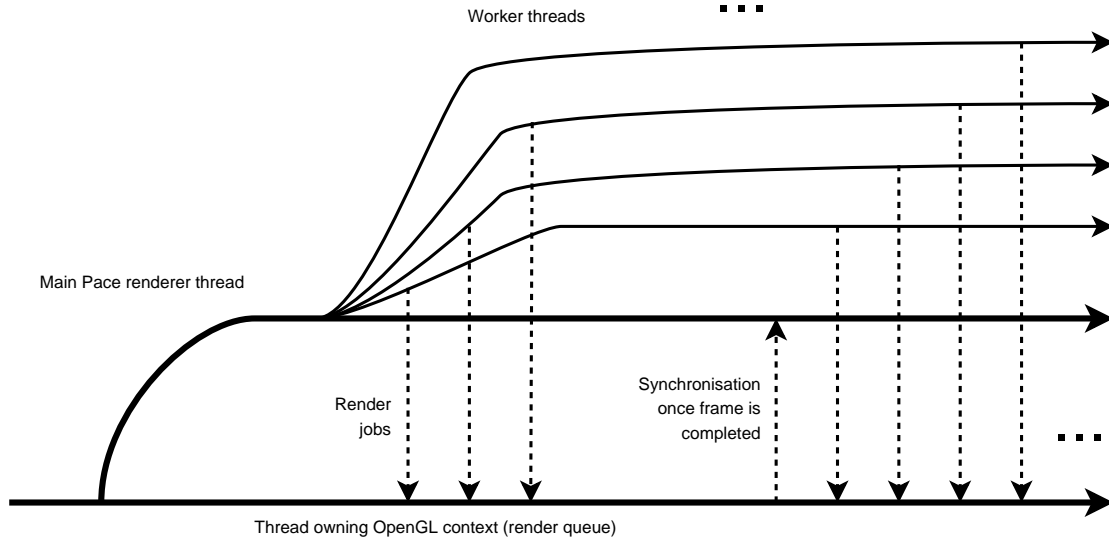 Worker threads
Main Pace renderer thread
Render
jobs
Synchronisation
once frame is
completed
Thread owning OpenGL context (render queue)